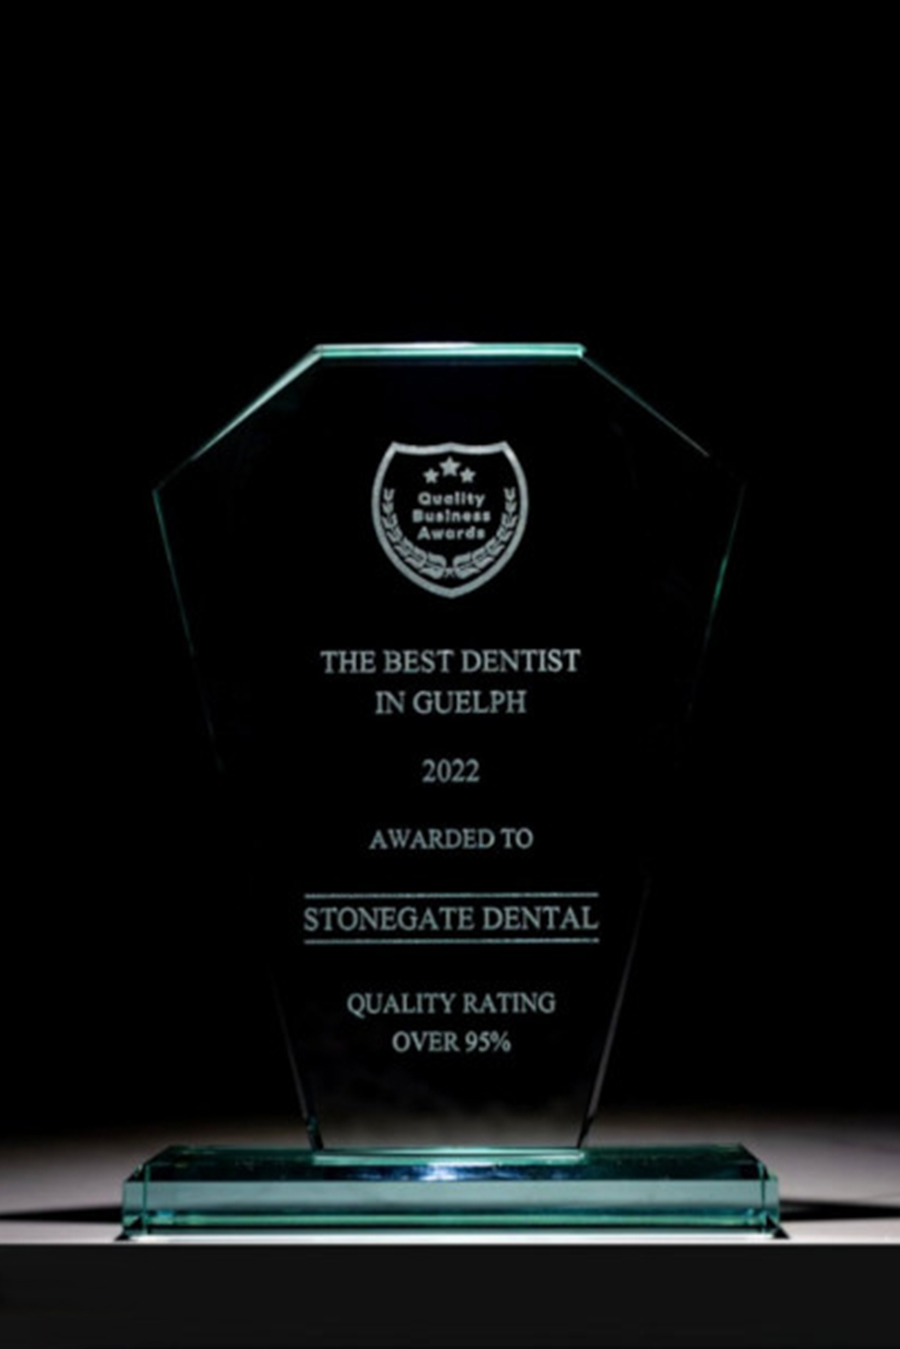 Quality
Business
Awards
THE BEST DENTIST
IN GUELPH
2022
AWARDED TO
STONEGATE DENTAL
QUALITY RATING
OVER 95%